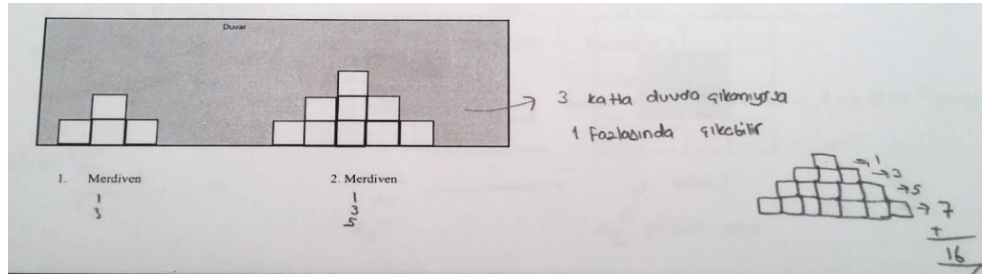 Duvar
3 katta duvda çıkamıyorsa
1 fazlasında çıkabilir
1. Merdiven
1
3
2. Merdiven
1
3
5
→1
→3
→5
→7
+
16